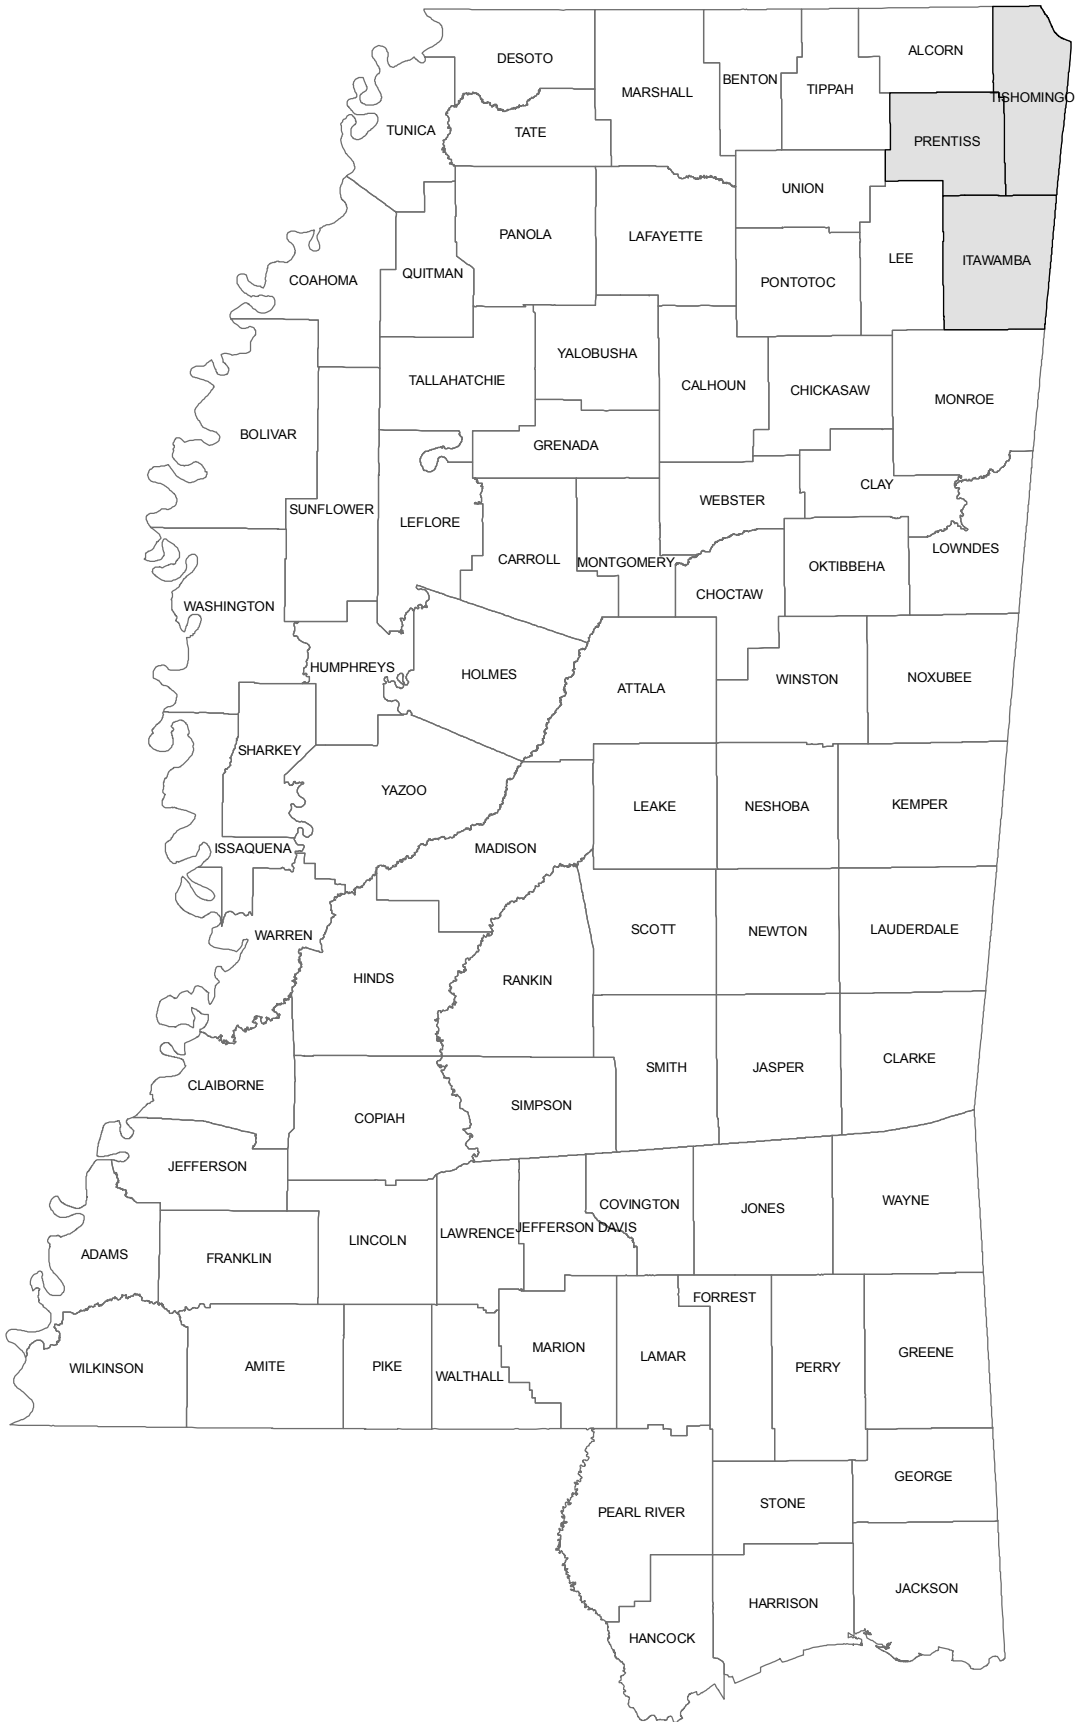 DESOTO
ALCORN
BENTON
TIPPAH
MARSHALL
TISHOMINGO
TUNICA
TATE
PRENTISS
UNION
PANOLA
LAFAYETTE
LEE
ITAWAMBA
COAHOMA
QUITMAN
PONTOTOC
YALOBUSHA
TALLAHATCHIE
CALHOUN
CHICKASAW
MONROE
BOLIVAR
GRENADA
CLAY
WEBSTER
SUNFLOWER
LEFLORE
LOWNDES
CARROLL
MONTGOMERY
OKTIBBEHA
CHOCTAW
WASHINGTON
HUMPHREYS
HOLMES
ATTALA
WINSTON
NOXUBEE
SHARKEY
YAZOO
LEAKE
NESHOBA
KEMPER
ISSAQUENA
MADISON
WARREN
SCOTT
NEWTON
LAUDERDALE
HINDS
RANKIN
CLARKE
SMITH
JASPER
CLAIBORNE
SIMPSON
COPIAH
JEFFERSON
COVINGTON
JONES
WAYNE
LAWRENCE
JEFFERSON DAVIS
LINCOLN
ADAMS
FRANKLIN
FORREST
MARION
LAMAR
GREENE
WILKINSON
AMITE
PIKE
WALTHALL
PERRY
GEORGE
STONE
PEARL RIVER
JACKSON
HARRISON
HANCOCK